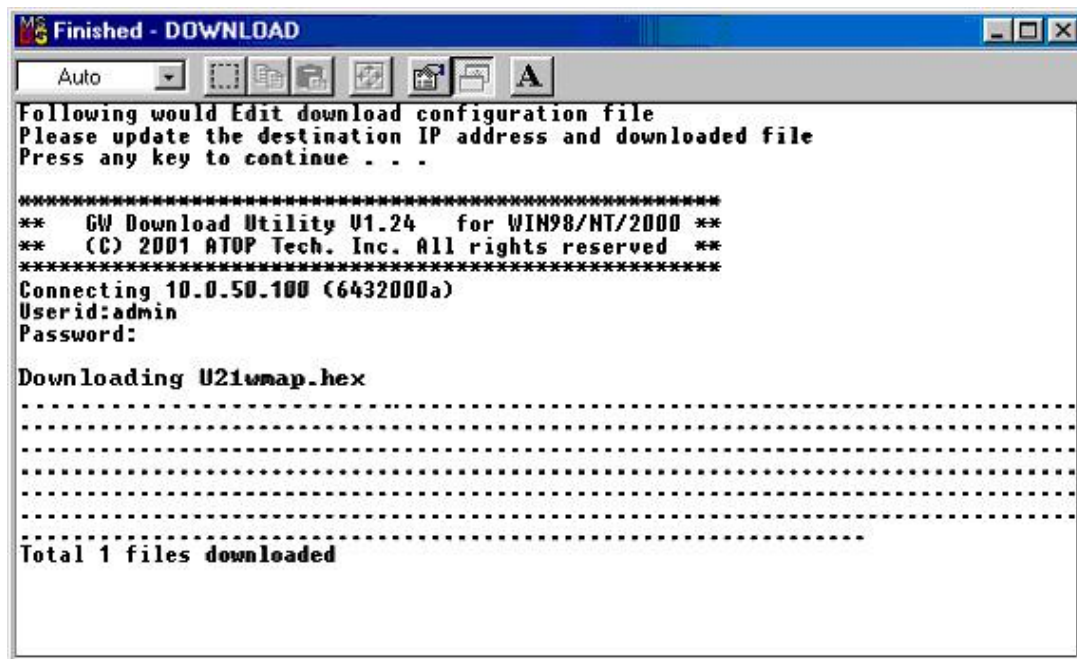 Finished - DOWNLOAD
Auto
A
Following would Edit download configuration file
Please update the destination IP address and downloaded file
Press any key to continue . . .
****************************************************
** GW Download Utility V1.24 for WIN98/NT/2000 **
** (C) 2001 ATOP Tech. Inc. All rights reserved **
****************************************************
Connecting 10.0.50.100 (6432000a)
Userid:admin
Password:
Downloading U21wmap.hex
................................................................................
................................................................................
................................................................................
................................................................................
................................................................................
................................................................................
................................................................
Total 1 files downloaded